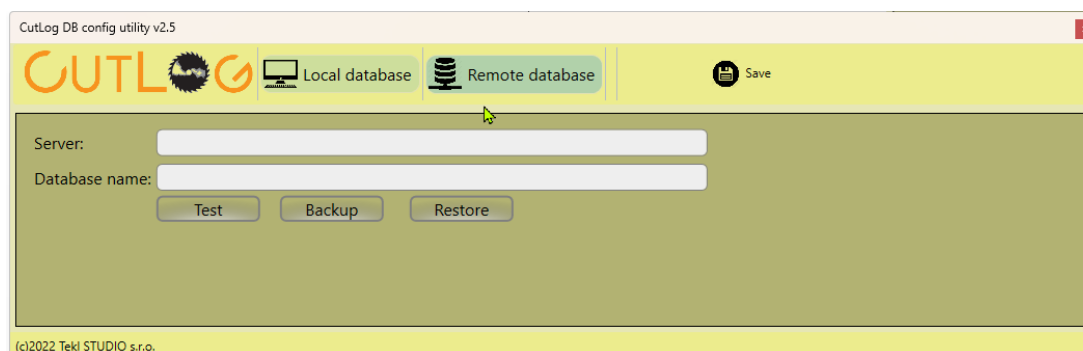 CutLog DB config utility v2.5
CUTLOG Local database Remote database Save
Server:
Database name:
Test Backup Restore
(c)2022 Tekl STUDIO s.r.o.